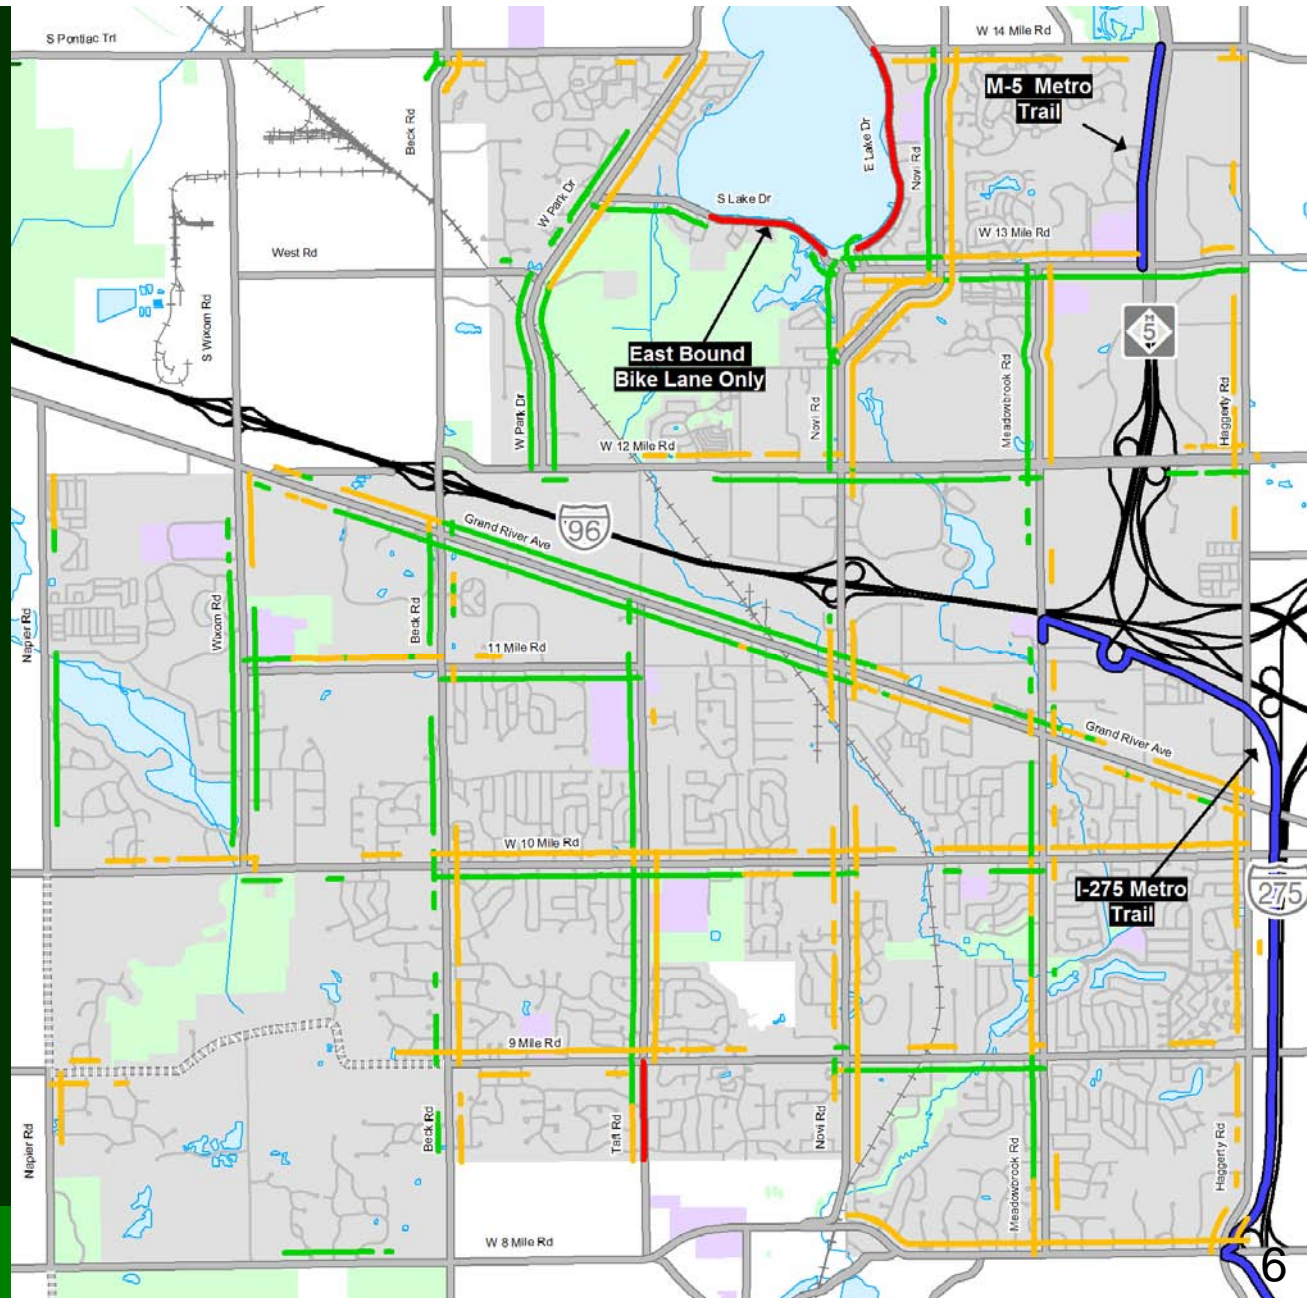 S Pontiac Trl
W 14 Mile Rd
M-5 Metro
Trail
Beck Rd
E Lake Dr
Novi Rd
W Park Dr
S Lake Dr
W 13 Mile Rd
West Rd
S Wixom Rd
M
5
East Bound
Bike Lane Only
Meadowbrook Rd
Haggerty Rd
W Park Dr
Novi Rd
W 12 Mile Rd
Grand River Ave
96
Napier Rd
Wixom Rd
Beck Rd
11 Mile Rd
Grand River Ave
W 10 Mile Rd
I-275 Metro
Trail
275
9 Mile Rd
Napier Rd
Beck Rd
Taft Rd
Novi Rd
Meadowbrook Rd
Haggerty Rd
W 8 Mile Rd
6